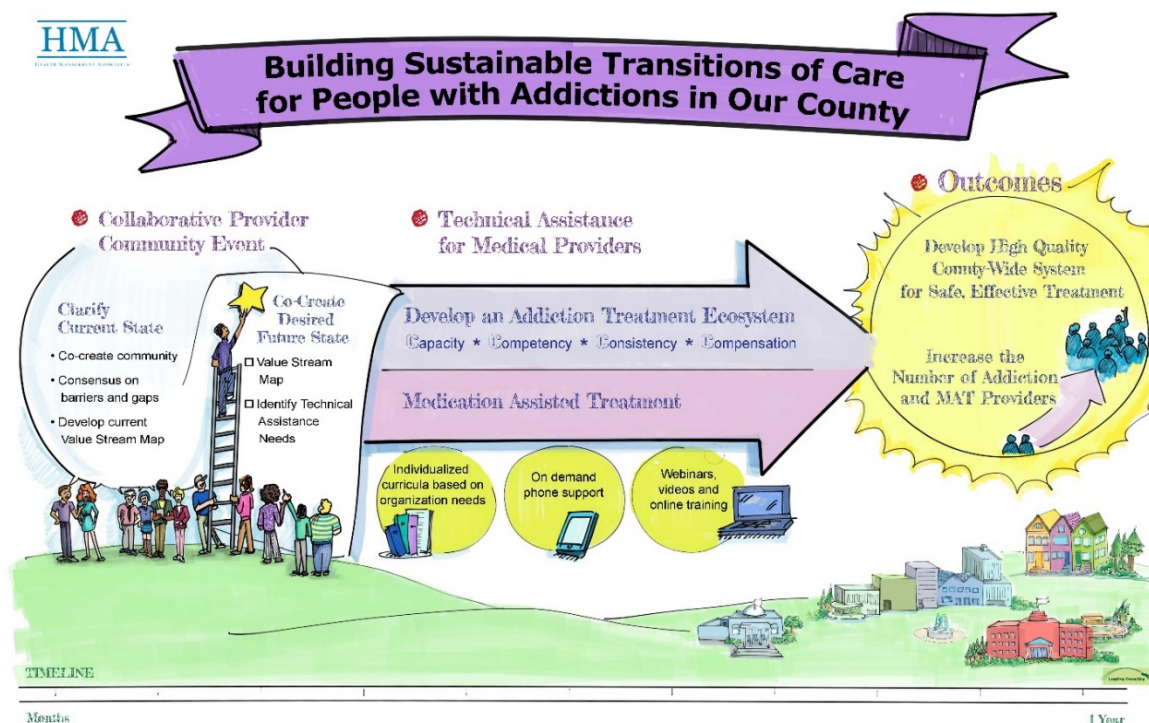 HMA
HEALTH MANAGEMENT ASSOCIATES
Building Sustainable Transitions of Care
for People with Addictions in Our County
Collaborative Provider
Community Event
Clarify
Current State
• Co-create community
• Consensus on
barriers and gaps
• Develop current
Value Stream Map
Co-Create
Desired
Future State
Value Stream
Map
Identify Technical
Assistance
Needs
Technical Assistance
for Medical Providers
Develop an Addiction Treatment Ecosystem
Capacity * Competency * Consistency * Compensation
Medication Assisted Treatment
Individualized
curricula based on
organization needs
On demand
phone support
Webinars,
videos and
online training
Outcomes
Develop High Quality
County-Wide System
for Safe, Effective Treatment
Increase the
Number of Addiction
and MAT Providers
TIMELINE
Months
1 Year